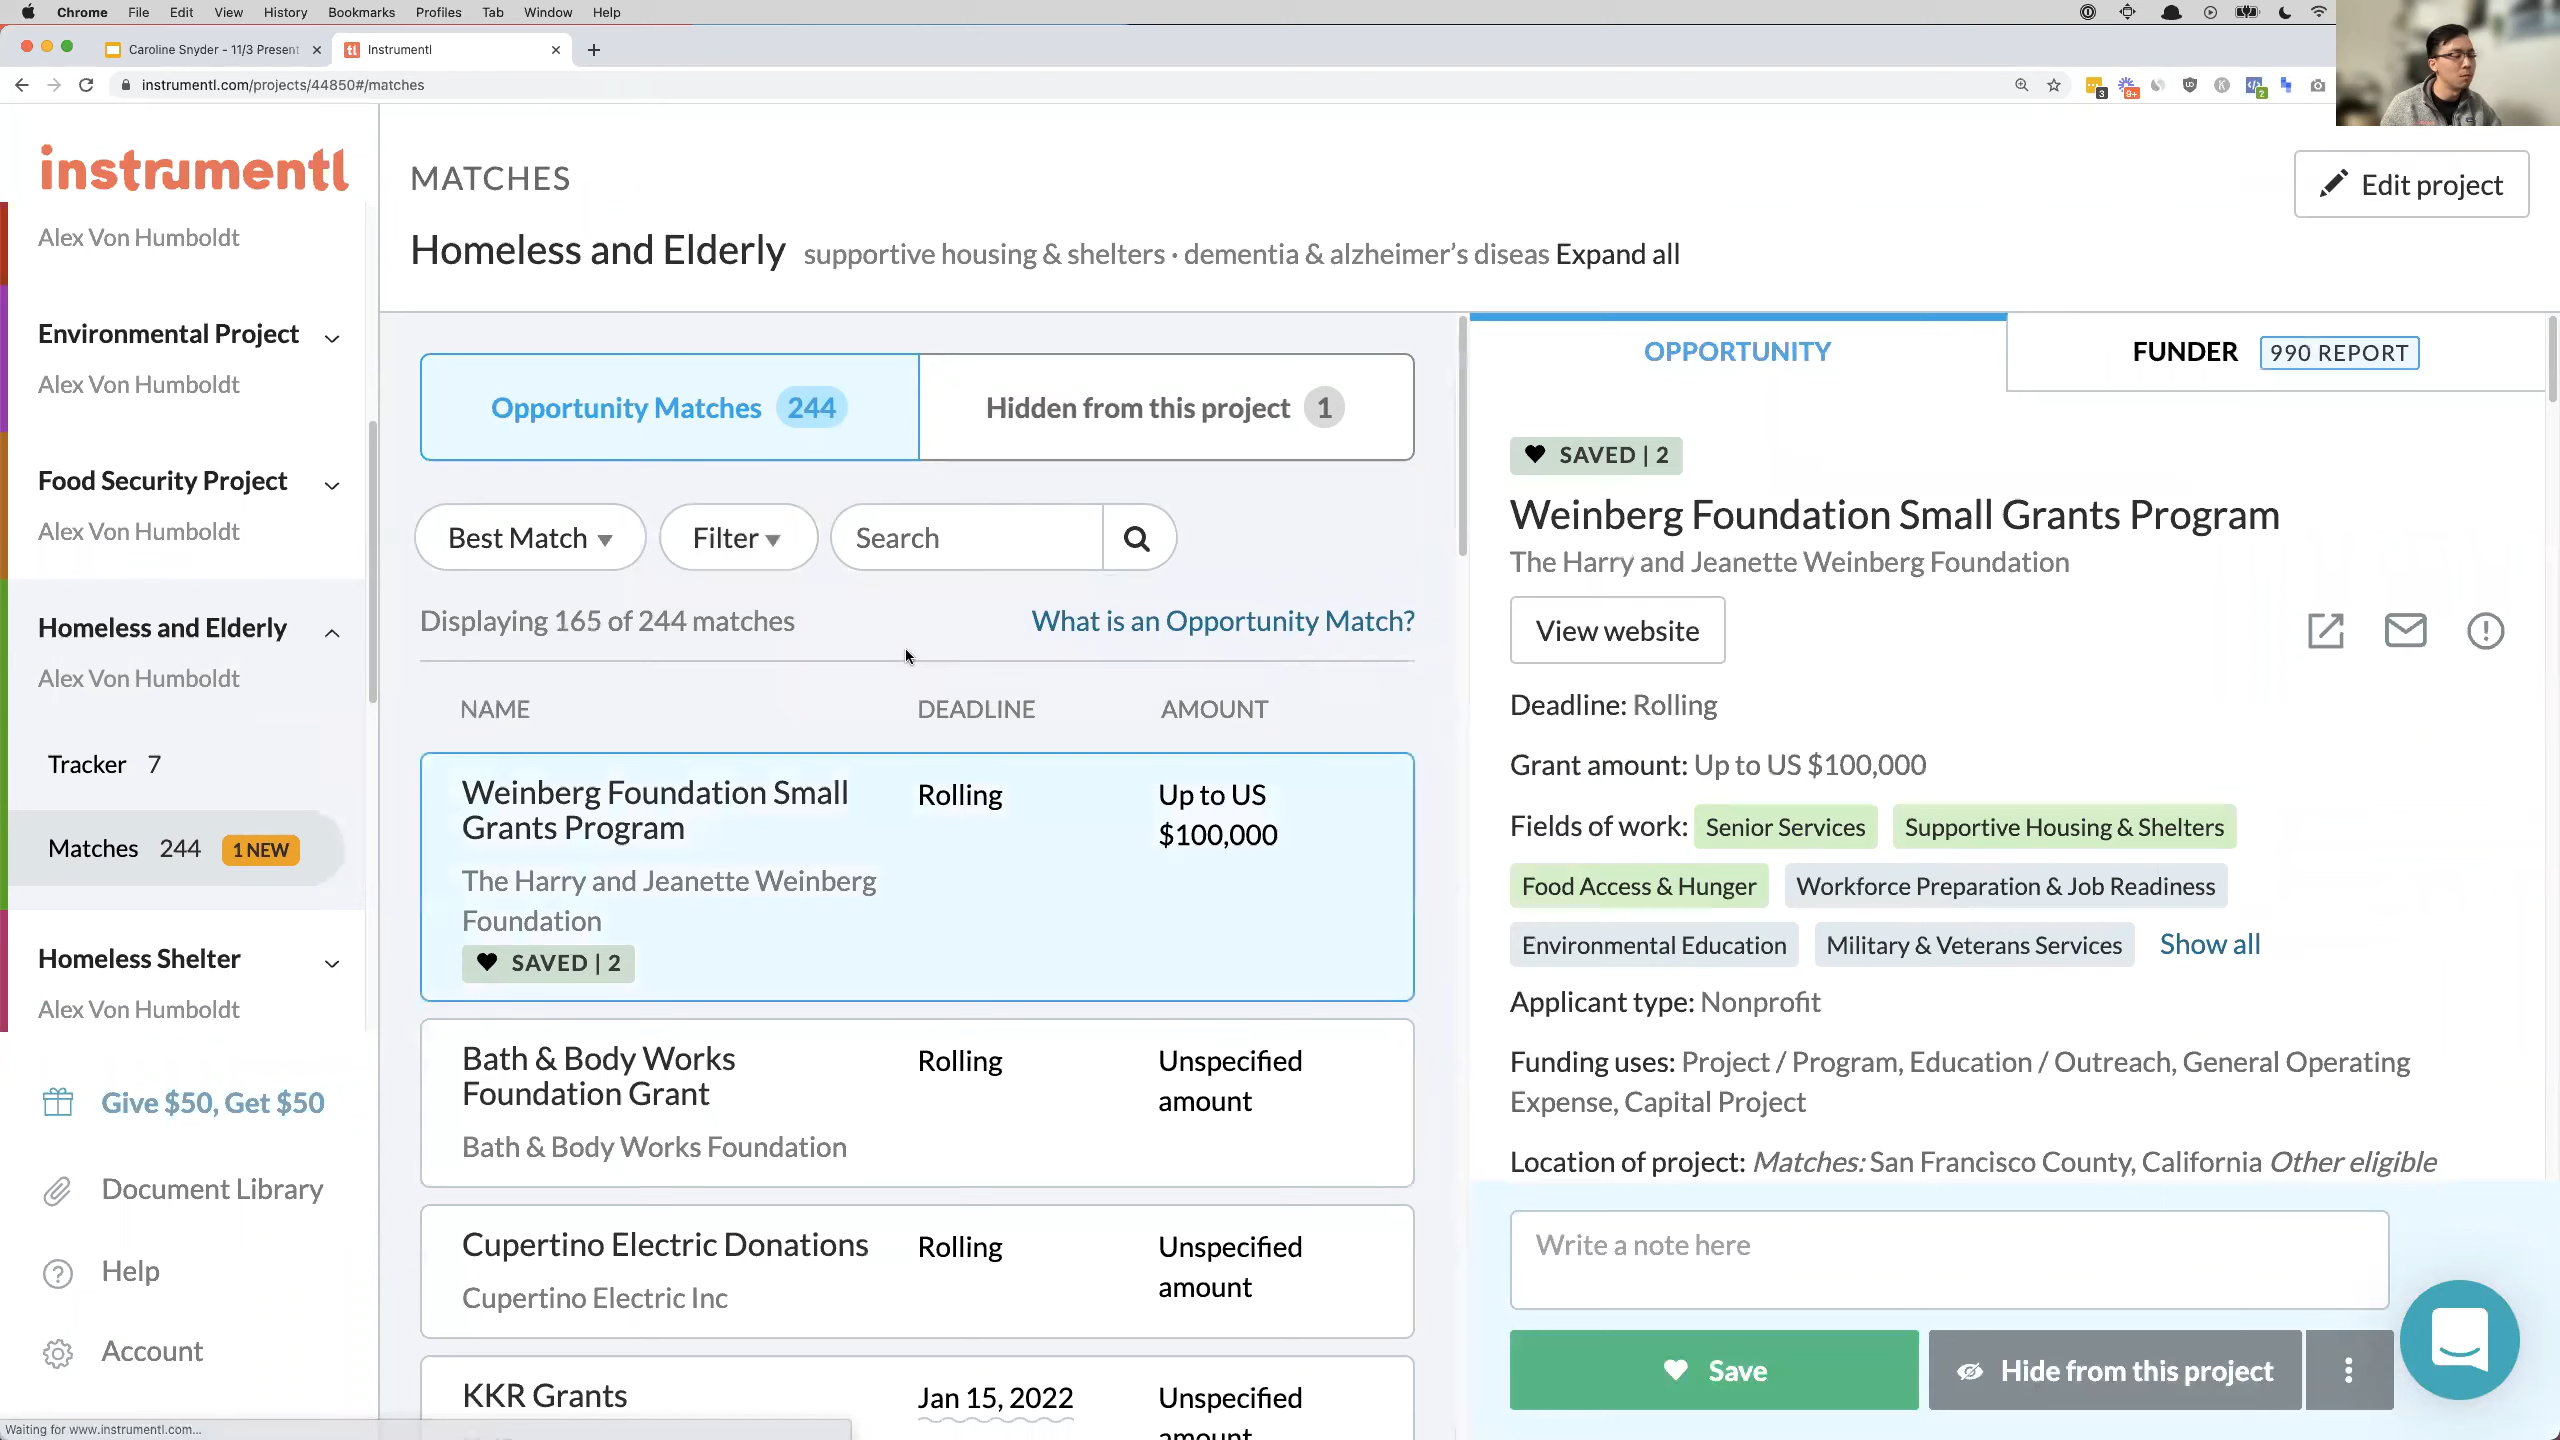 Chrome File Edit View History Bookmarks Profiles Tab Window Help
Caroline Snyder - 11/3 Present
Instrumentl
instrumentl.com/projects/44850#/matches
3
9+
2
instrumentl
Alex Von Humboldt
Environmental Project
Alex Von Humboldt
Food Security Project
Alex Von Humboldt
Homeless and Elderly
Alex Von Humboldt
Tracker 7
Matches 244 1 NEW
Homeless Shelter
Alex Von Humboldt
Give $50, Get $50
Document Library
Help
Account
Waiting for www.instrumentl.com...
MATCHES
Edit project
Homeless and Elderly supportive housing & shelters · dementia & alzheimer's diseas Expand all
Opportunity Matches 244
Hidden from this project 1
Best Match
Filter
Search
Displaying 165 of 244 matches
What is an Opportunity Match?
NAME DEADLINE AMOUNT
Weinberg Foundation Small Rolling Up to US
Grants Program $100,000
The Harry and Jeanette Weinberg
Foundation
SAVED | 2
Bath & Body Works Rolling Unspecified
Foundation Grant amount
Bath & Body Works Foundation
Cupertino Electric Donations Rolling Unspecified
amount
Cupertino Electric Inc
KKR Grants Jan 15, 2022 Unspecified
amount
OPPORTUNITY
FUNDER 990 REPORT
SAVED | 2
Weinberg Foundation Small Grants Program
The Harry and Jeanette Weinberg Foundation
View website
Deadline: Rolling
Grant amount: Up to US $100,000
Fields of work: Senior Services Supportive Housing & Shelters
Food Access & Hunger Workforce Preparation & Job Readiness
Environmental Education Military & Veterans Services Show all
Applicant type: Nonprofit
Funding uses: Project / Program, Education / Outreach, General Operating
Expense, Capital Project
Location of project: Matches: San Francisco County, California Other eligible
Write a note here
Save
Hide from this project